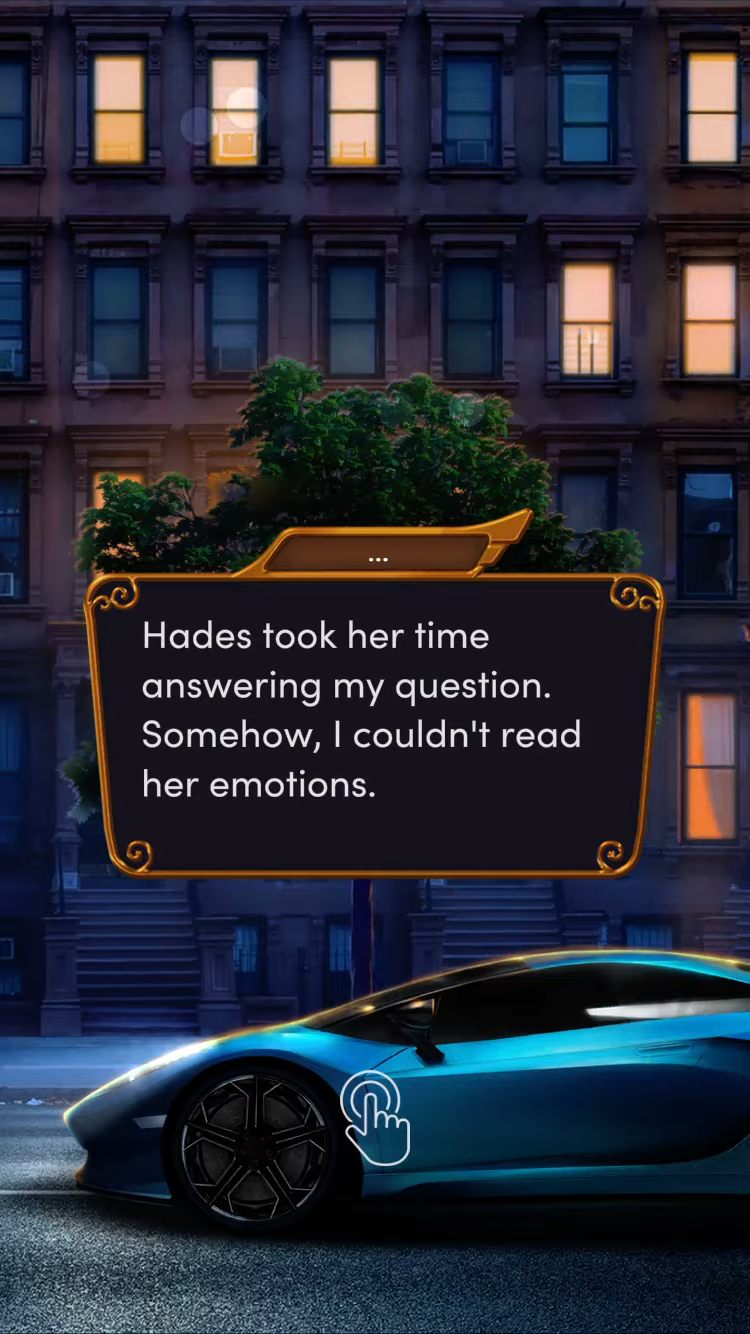 ...
Hades took her time
answering my question.
Somehow, I couldn't read
her emotions.